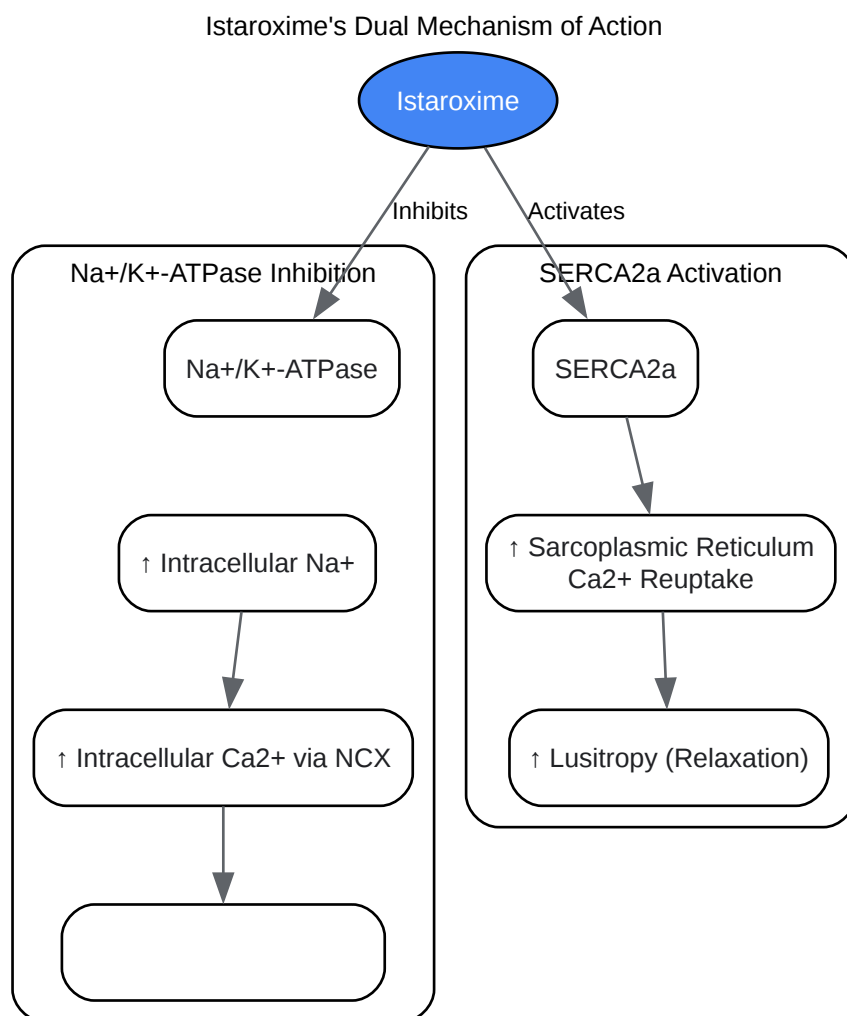 Istaroxime's Dual Mechanism of Action
Istaroxime
Inhibits
Activates
Na+/K+-ATPase Inhibition
Na+/K+-ATPase
↑ Intracellular Na+
↑ Intracellular Ca2+ via NCX
SERCA2a Activation
SERCA2a
↑ Sarcoplasmic Reticulum
Ca2+ Reuptake
↑ Lusitropy (Relaxation)